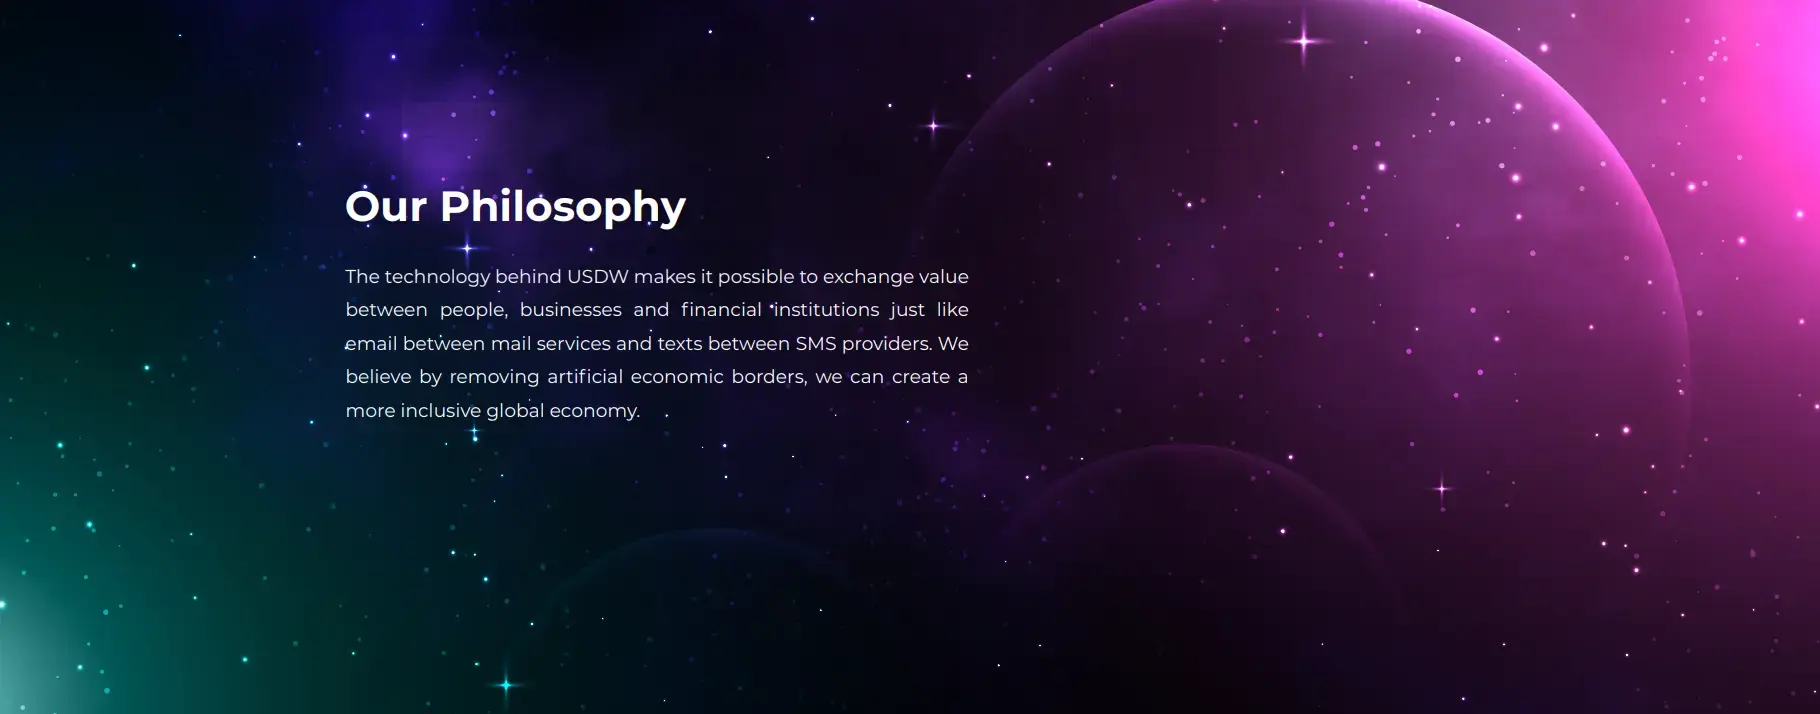 Our Philosophy
The technology behind USDW makes it possible to exchange value
between people, businesses and financial institutions just like
email between mail services and texts between SMS providers. We
believe by removing artificial economic borders, we can create a
more inclusive global economy.